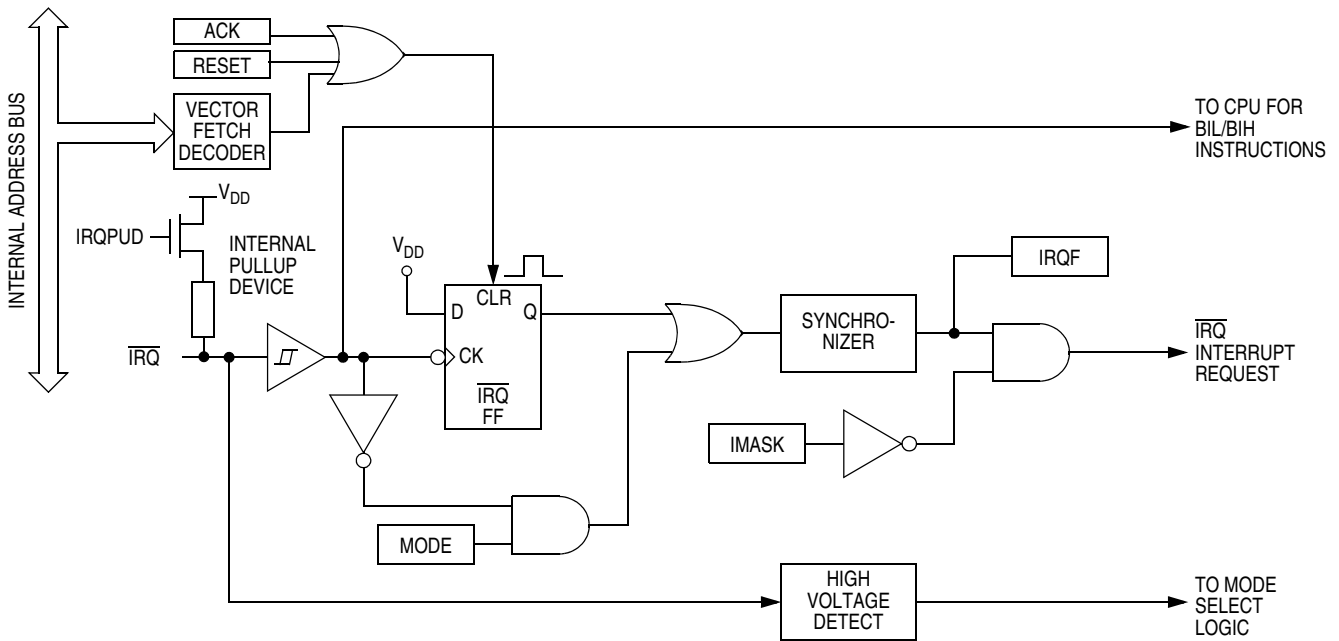 INTERNAL ADDRESS BUS
ACK
RESET
VECTOR
FETCH
DECODER
TO CPU FOR
BIL/BIH
INSTRUCTIONS
VDD
IRQPUD
INTERNAL
PULLUP
DEVICE
VDD
CLR
D
Q
CK
IRQ
FF
IRQ
SYNCHRO-
NIZER
IRQF
IRQ
INTERRUPT
REQUEST
IMASK
MODE
HIGH
VOLTAGE
DETECT
TO MODE
SELECT
LOGIC